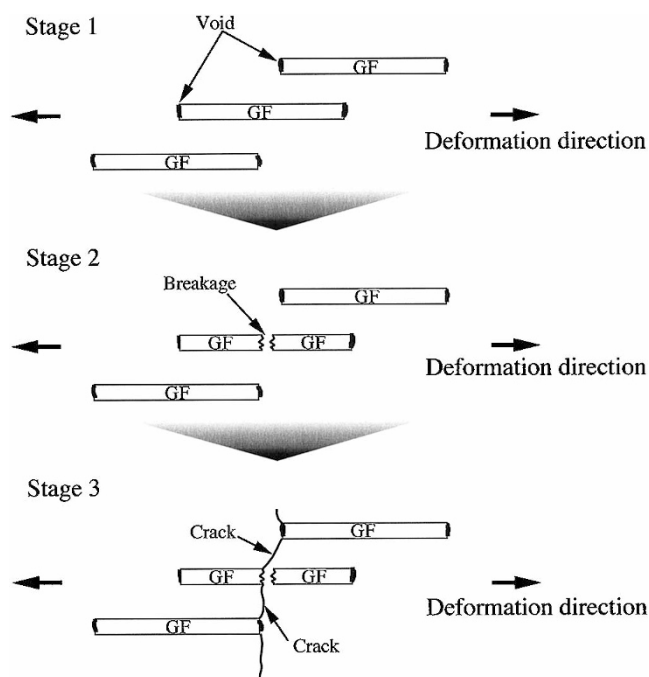 Stage 1
Void
GF
GF
Deformation direction
GF
Stage 2
Breakage
GF
GF GF
Deformation direction
GF
Stage 3
Crack
GF
GF GF
Deformation direction
GF
Crack